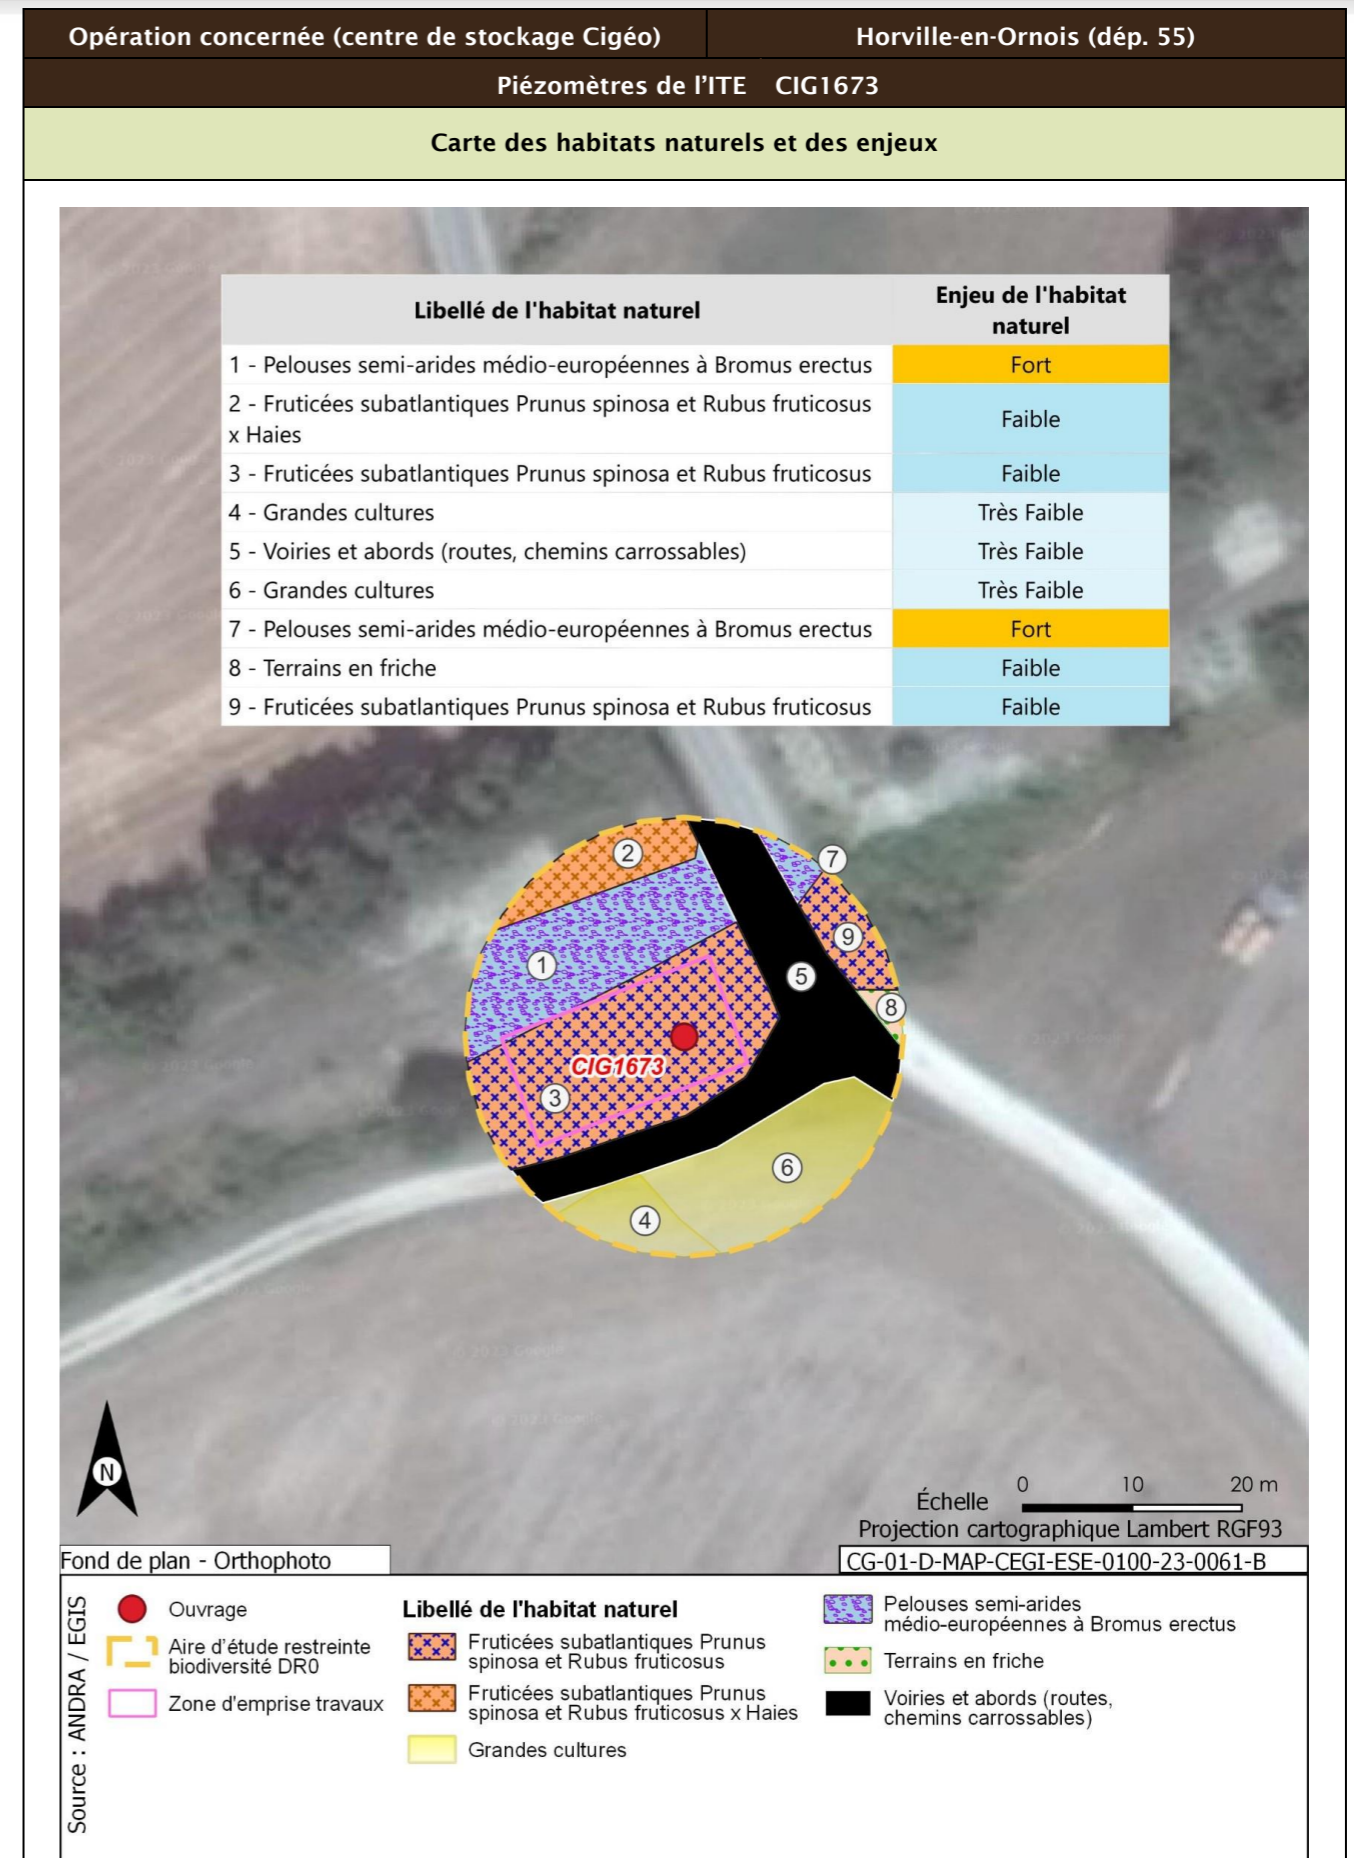 Opération concernée (centre de stockage Cigéo)
Horville-en-Ornois (dép. 55)
Piézomètres de l'ITE CIG1673
Carte des habitats naturels et des enjeux
Libellé de l'habitat naturel
Enjeu de l'habitat
naturel
1 - Pelouses semi-arides médio-européennes à Bromus erectus
Fort
2 - Fruticées subatlantiques Prunus spinosa et Rubus fruticosus
x Haies
Faible
3 - Fruticées subatlantiques Prunus spinosa et Rubus fruticosus
Faible
4 - Grandes cultures
Très Faible
5 - Voiries et abords (routes, chemins carrossables)
Très Faible
6 - Grandes cultures
Très Faible
7 - Pelouses semi-arides médio-européennes à Bromus erectus
Fort
8 - Terrains en friche
Faible
9 - Fruticées subatlantiques Prunus spinosa et Rubus fruticosus
Faible
2
7
9
1
5
8
CIG1673
3
6
4
N
Échelle
0 10 20 m
Projection cartographique Lambert RGF93
Fond de plan - Orthophoto
CG-01-D-MAP-CEGI-ESE-0100-23-0061-B
Source : ANDRA / EGIS
Ouvrage
Aire d'étude restreinte
biodiversité DR0
Zone d'emprise travaux
Libellé de l'habitat naturel
Fruticées subatlantiques Prunus
spinosa et Rubus fruticosus
Fruticées subatlantiques Prunus
spinosa et Rubus fruticosus x Haies
Grandes cultures
Pelouses semi-arides
médio-européennes à Bromus erectus
Terrains en friche
Voiries et abords (routes,
chemins carrossables)